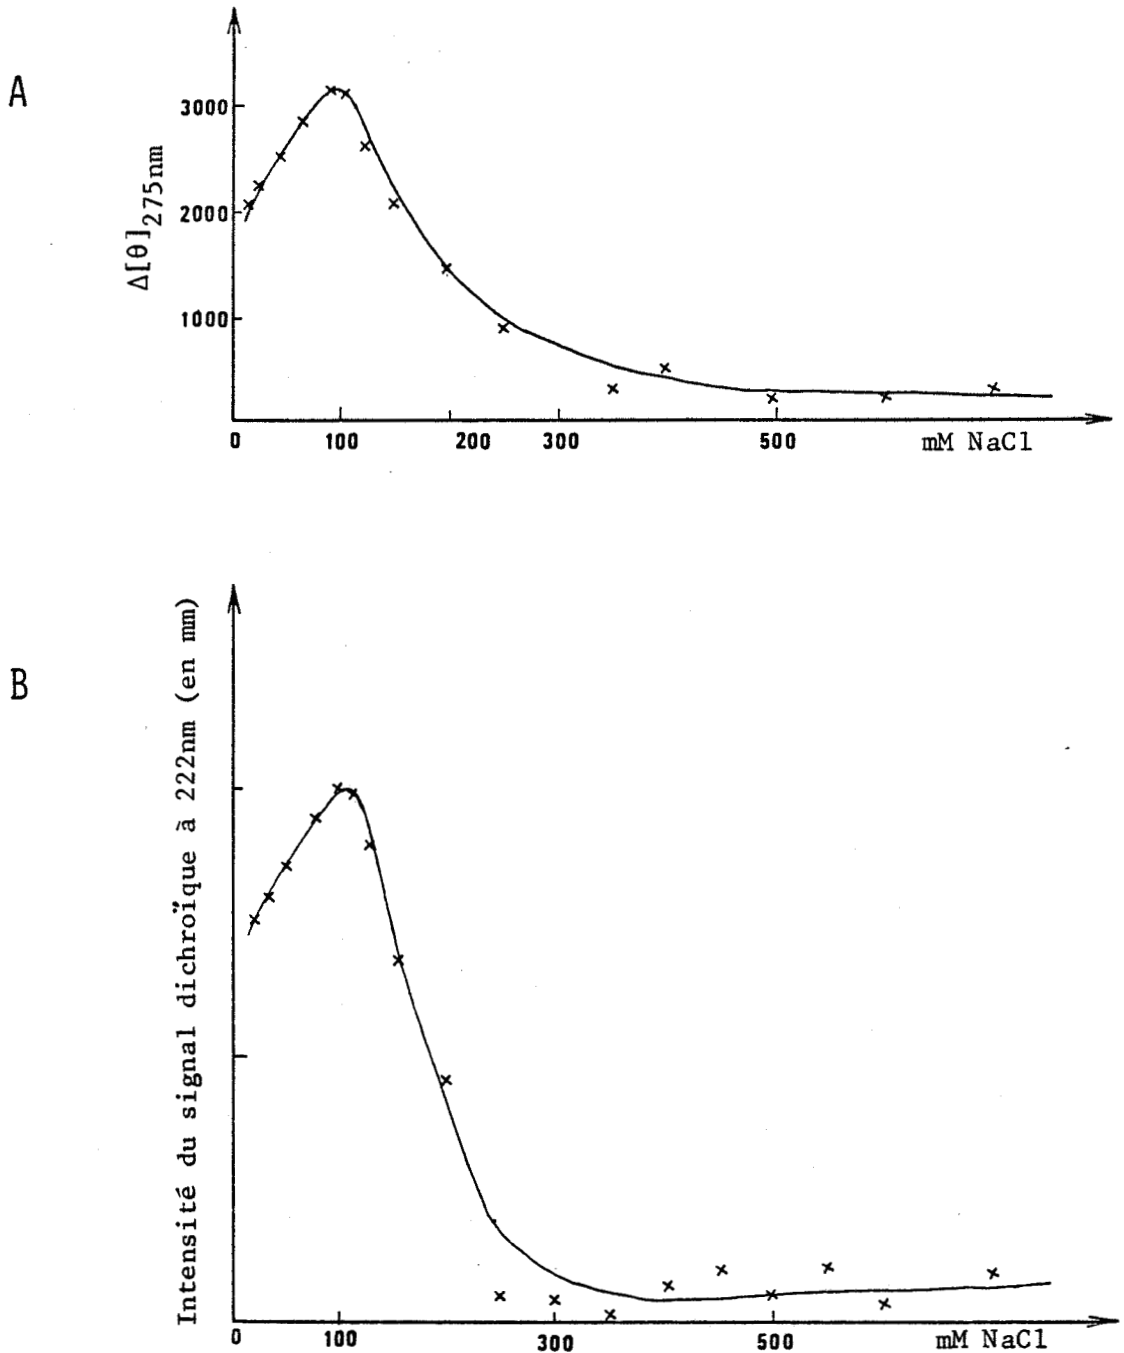 A
Δ[θ]275nm
3000
2000
1000
0 100 200 300 500 mM NaCl
B
Intensité du signal dichroïque à 222nm (en mm)
0 100 300 500 mM NaCl